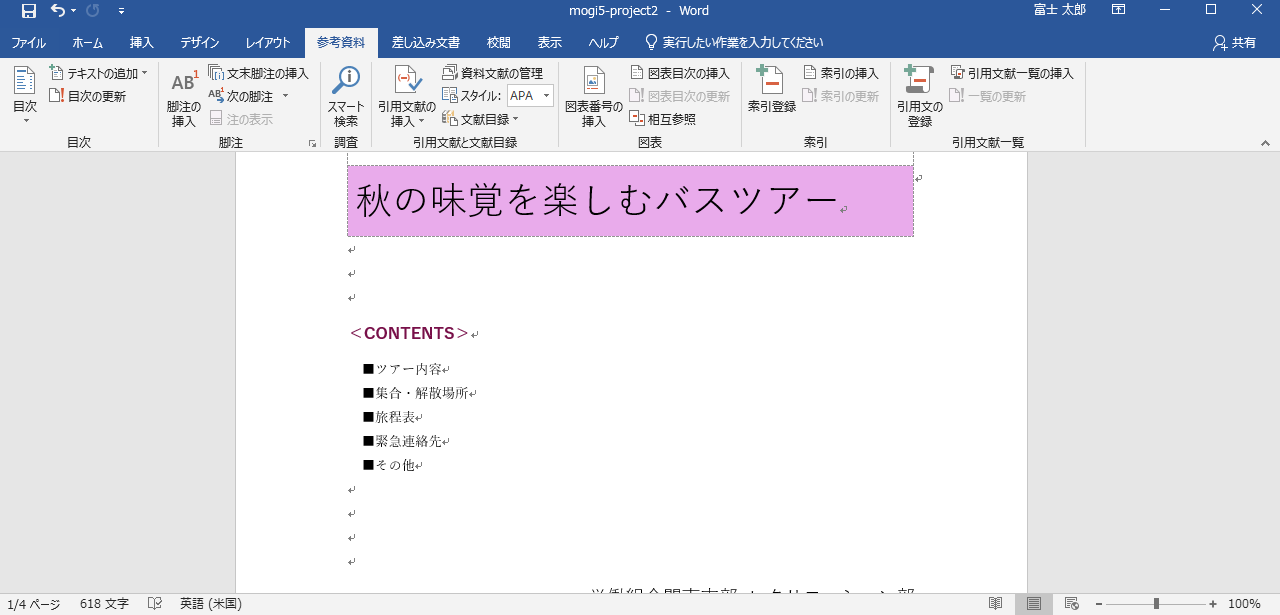 mogi5-project2 - Word
富士 太郎
ファイル ホーム 挿入 デザイン レイアウト 参考資料 差し込み文書 校閲 表示 ヘルプ 実行したい作業を入力してください 共有
目次
テキストの追加
目次の更新
目次
AB1
脚注の
挿入
文末脚注の挿入
次の脚注
注の表示
脚注
スマート
検索
調査
引用文献の
挿入
資料文献の管理
スタイル: APA
文献目録
引用文献と文献目録
図表番号の
挿入
図表目次の挿入
図表目次の更新
相互参照
図表
索引登録
索引の挿入
索引の更新
索引
引用文の
登録
引用文献一覧の挿入
一覧の更新
引用文献一覧
秋の味覚を楽しむバスツアー
＜CONTENTS＞
■ツアー内容
■集合・解散場所
■旅程表
■緊急連絡先
■その他
1/4 ページ 618 文字 英語 (米国) 100%